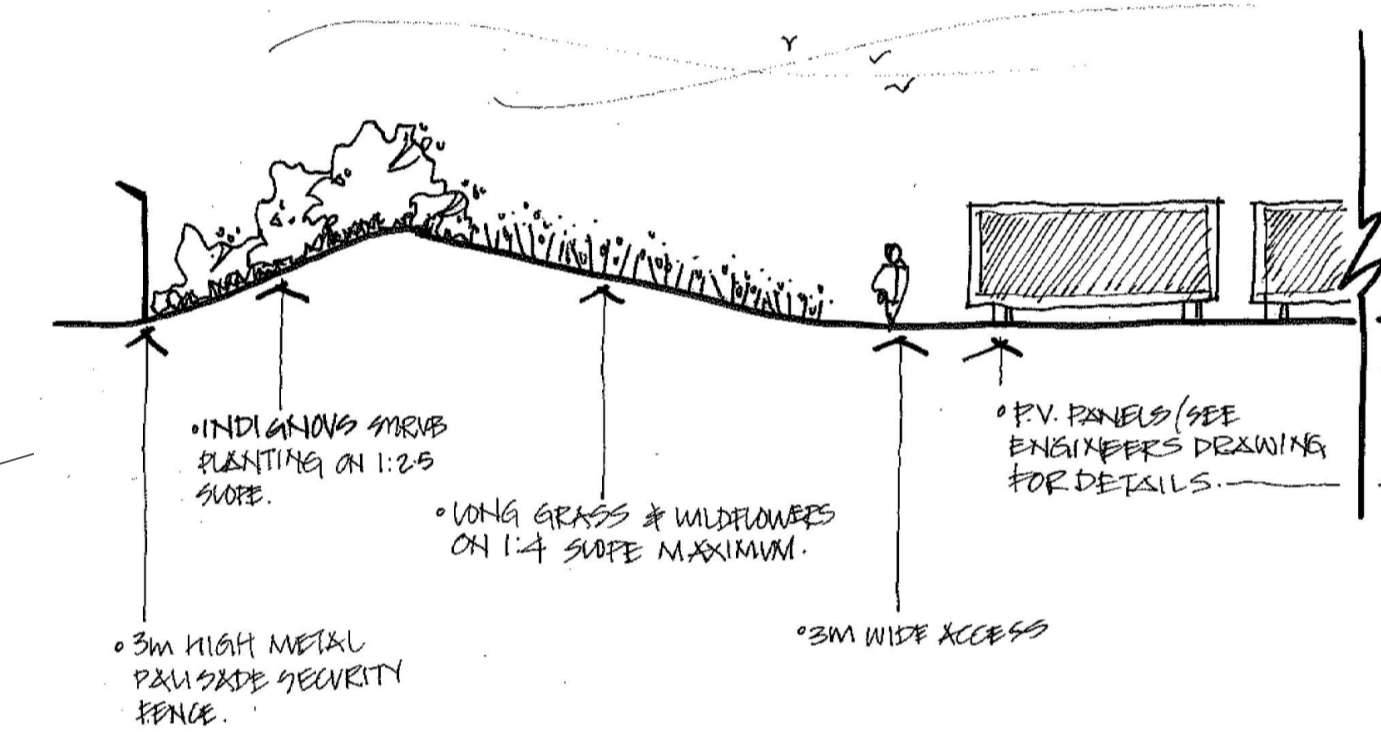 •INDIGNOUS SHRUB
PLANTING ON 1:2.5
SLOPE.
•LONG GRASS & WILDFLOWERS
ON 1:4 SLOPE MAXIMUM.
•P.V. PANELS (SEE
ENGINEERS DRAWING
FOR DETAILS.
•3m HIGH METAL
PALISADE SECURITY
FENCE.
•3M WIDE ACCESS